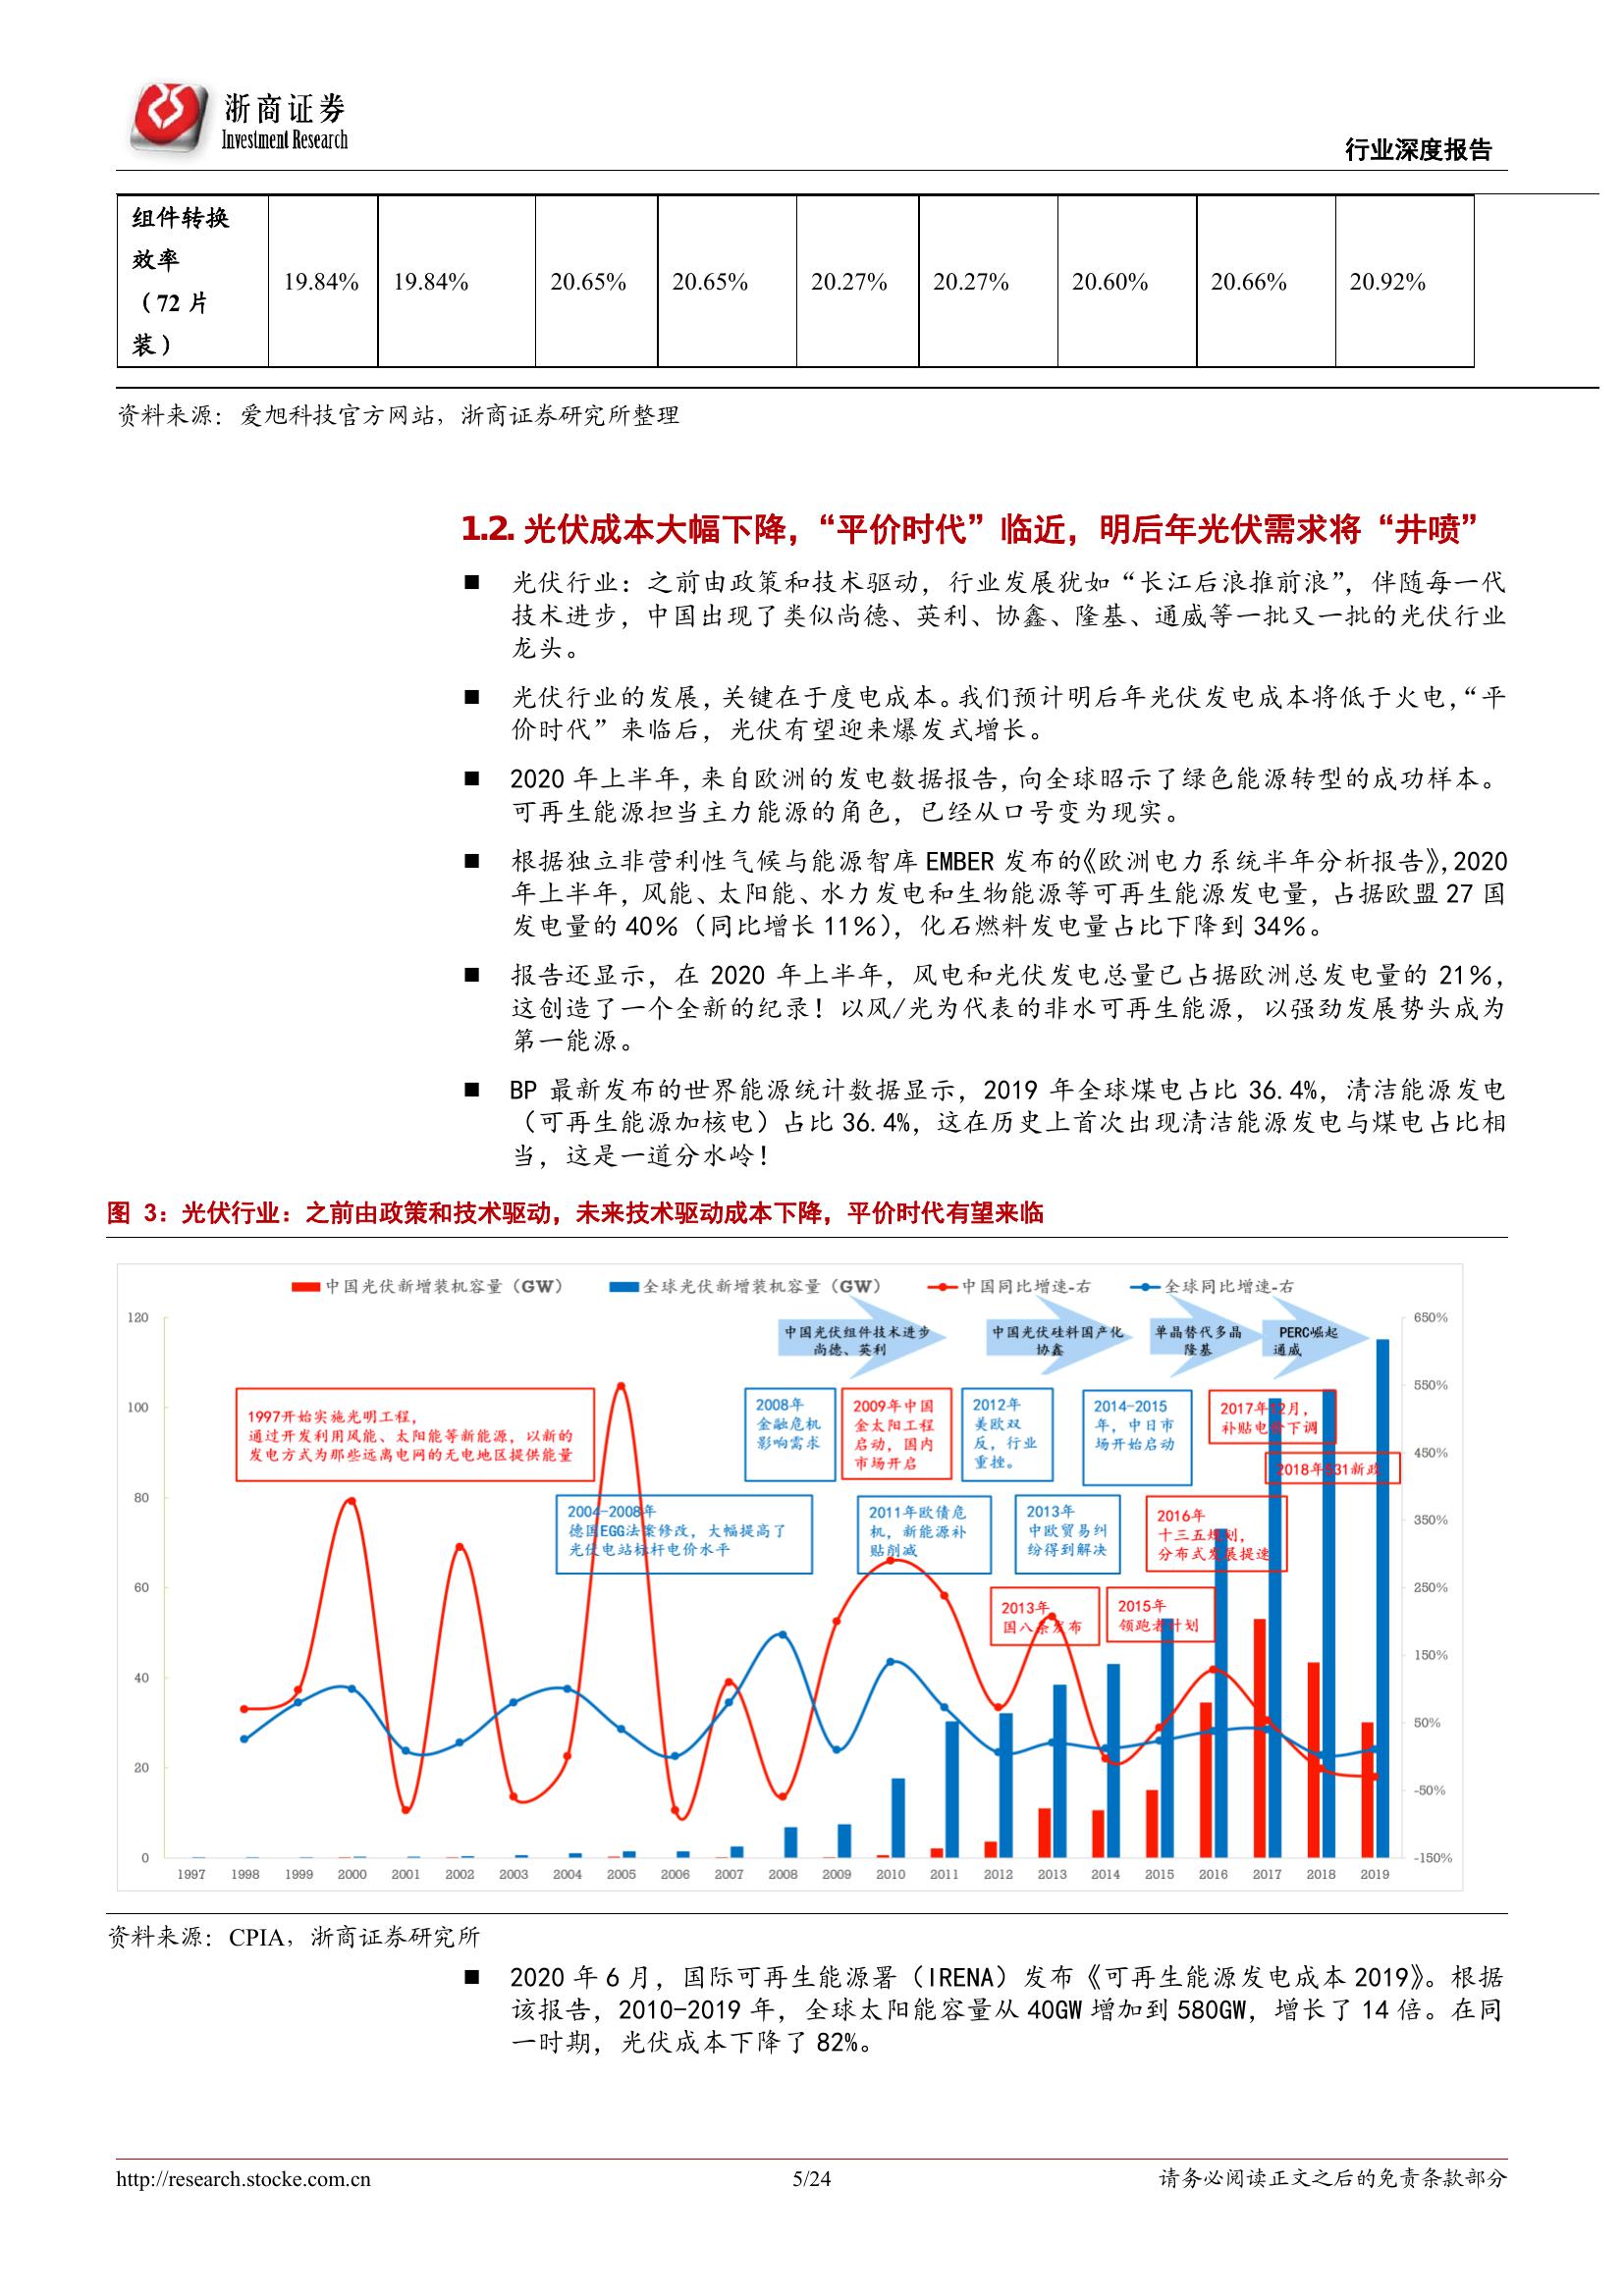 浙商证券
Investment Research
行业深度报告
组件转换
效率
（72 片
装）
19.84% 19.84% 20.65% 20.65% 20.27% 20.27% 20.60% 20.66% 20.92%
资料来源：爱旭科技官方网站，浙商证券研究所整理
1.2. 光伏成本大幅下降，“平价时代”临近，明后年光伏需求将“井喷”
■ 光伏行业：之前由政策和技术驱动，行业发展犹如“长江后浪推前浪”，伴随每一代
技术进步，中国出现了类似尚德、英利、协鑫、隆基、通威等一批又一批的光伏行业
龙头。
■ 光伏行业的发展，关键在于度电成本。我们预计明后年光伏发电成本将低于火电，“平
价时代”来临后，光伏有望迎来爆发式增长。
■ 2020 年上半年，来自欧洲的发电数据报告，向全球昭示了绿色能源转型的成功样本。
可再生能源担当主力能源的角色，已经从口号变为现实。
■ 根据独立非营利性气候与能源智库 EMBER 发布的《欧洲电力系统半年分析报告》，2020
年上半年，风能、太阳能、水力发电和生物能源等可再生能源发电量，占据欧盟 27 国
发电量的 40％（同比增长 11％），化石燃料发电量占比下降到 34％。
■ 报告还显示，在 2020 年上半年，风电和光伏发电总量已占据欧洲总发电量的 21％，
这创造了一个全新的纪录！以风/光为代表的非水可再生能源，以强劲发展势头成为
第一能源。
■ BP 最新发布的世界能源统计数据显示，2019 年全球煤电占比 36.4%，清洁能源发电
（可再生能源加核电）占比 36.4%，这在历史上首次出现清洁能源发电与煤电占比相
当，这是一道分水岭！
图 3：光伏行业：之前由政策和技术驱动，未来技术驱动成本下降，平价时代有望来临
中国光伏新增装机容量（GW） 全球光伏新增装机容量（GW） 中国同比增速-右 全球同比增速-右
120
100
80
60
40
20
0
650%
550%
450%
350%
250%
150%
50%
-50%
-150%
中国光伏组件技术进步
尚德、英利
中国光伏硅料国产化
协鑫
单晶替代多晶
隆基
PERC崛起
通威
1997开始实施光明工程，
通过开发利用风能、太阳能等新能源，以新的
发电方式为那些远离电网的无电地区提供能量
2008年
金融危机
影响需求
2009年中国
金太阳工程
启动，国内
市场开启
2012年
美欧双
反，行业
重挫。
2014-2015
年，中日市
场开始启动
2017年12月，
补贴电价下调
2018年531新政
2004-2008年
德国EGG法案修改，大幅提高了
光伏电站标杆电价水平
2011年欧债危
机，新能源补
贴削减
2013年
中欧贸易纠
纷得到解决
2016年
十三五规划，
分布式发展提速
2013年
国八条发布
2015年
领跑者计划
1997 1998 1999 2000 2001 2002 2003 2004 2005 2006 2007 2008 2009 2010 2011 2012 2013 2014 2015 2016 2017 2018 2019
资料来源：CPIA，浙商证券研究所
■ 2020 年 6 月，国际可再生能源署（IRENA）发布《可再生能源发电成本 2019》。根据
该报告，2010-2019 年，全球太阳能容量从 40GW 增加到 580GW，增长了 14 倍。在同
一时期，光伏成本下降了 82%。
http://research.stocke.com.cn 5/24 请务必阅读正文之后的免责条款部分